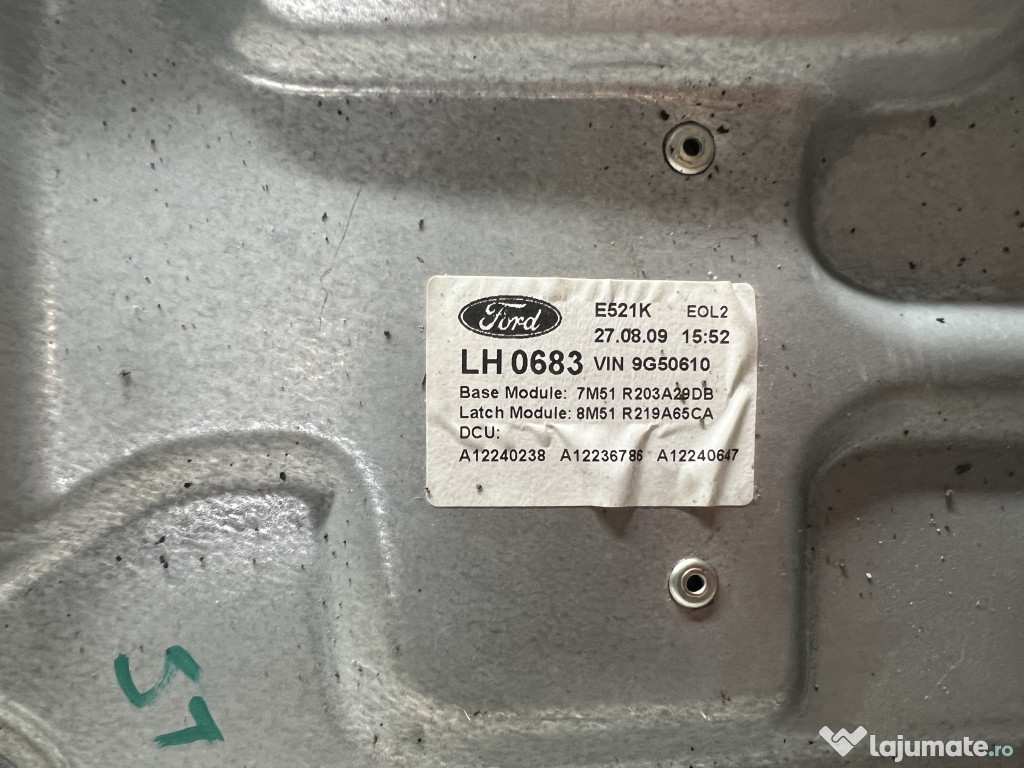 Ford E521K EOL2
27.08.09 15:52
LH 0683 VIN 9G50610
Base Module: 7M51 R203A29DB
Latch Module: 8M51 R219A65CA
DCU:
A12240238 A12236786 A12240647
51
lajumate.ro